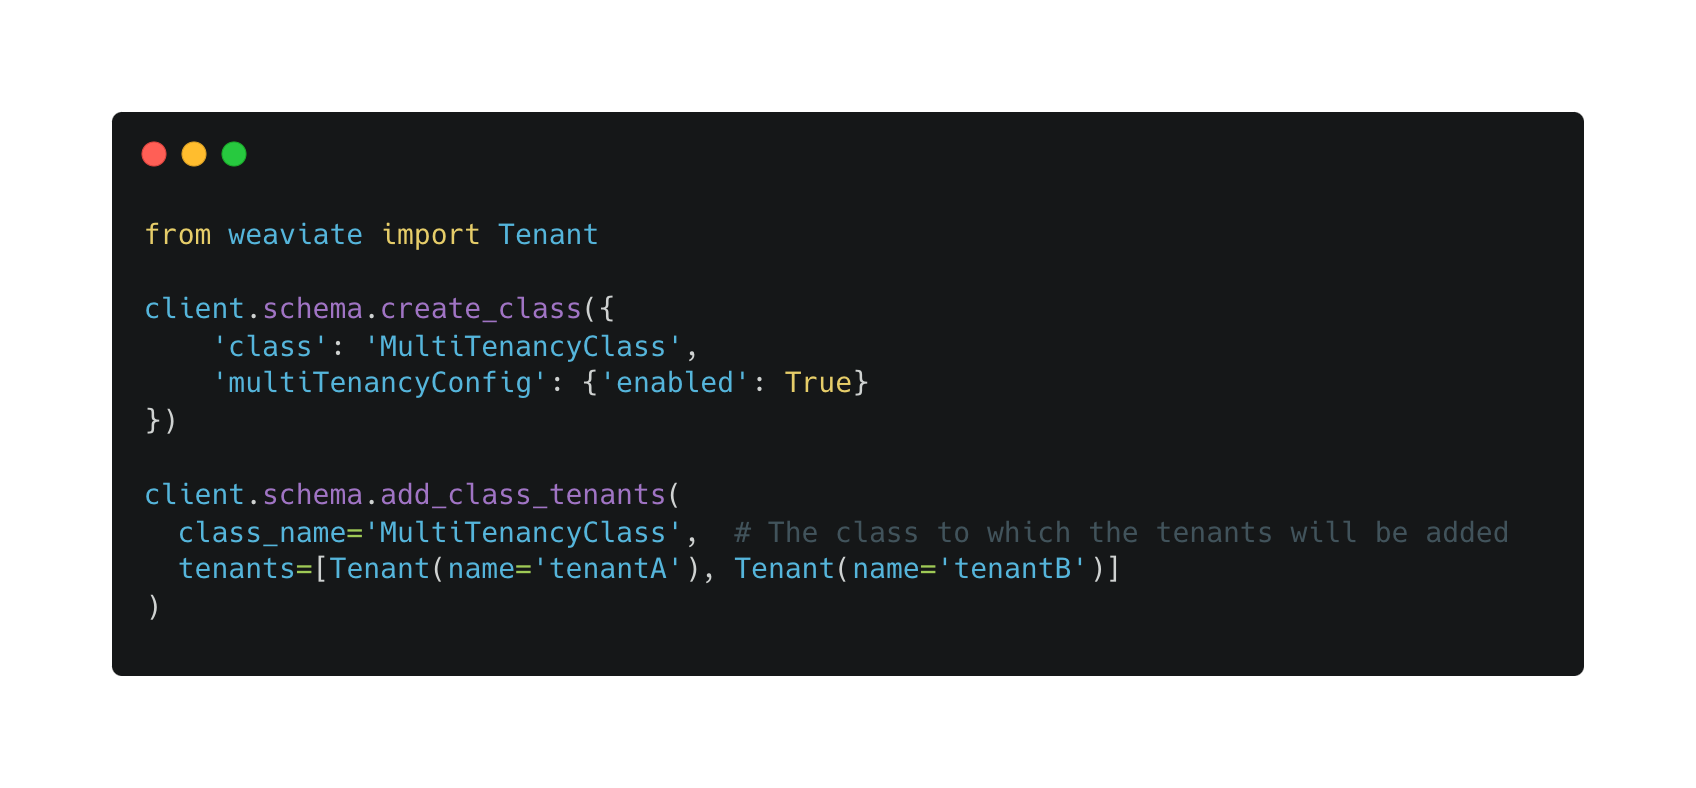 from weaviate import Tenant
client.schema.create_class({
    'class': 'MultiTenancyClass',
    'multiTenancyConfig': {'enabled': True}
})
client.schema.add_class_tenants(
  class_name='MultiTenancyClass',  # The class to which the tenants will be added
  tenants=[Tenant(name='tenantA'), Tenant(name='tenantB')]
)